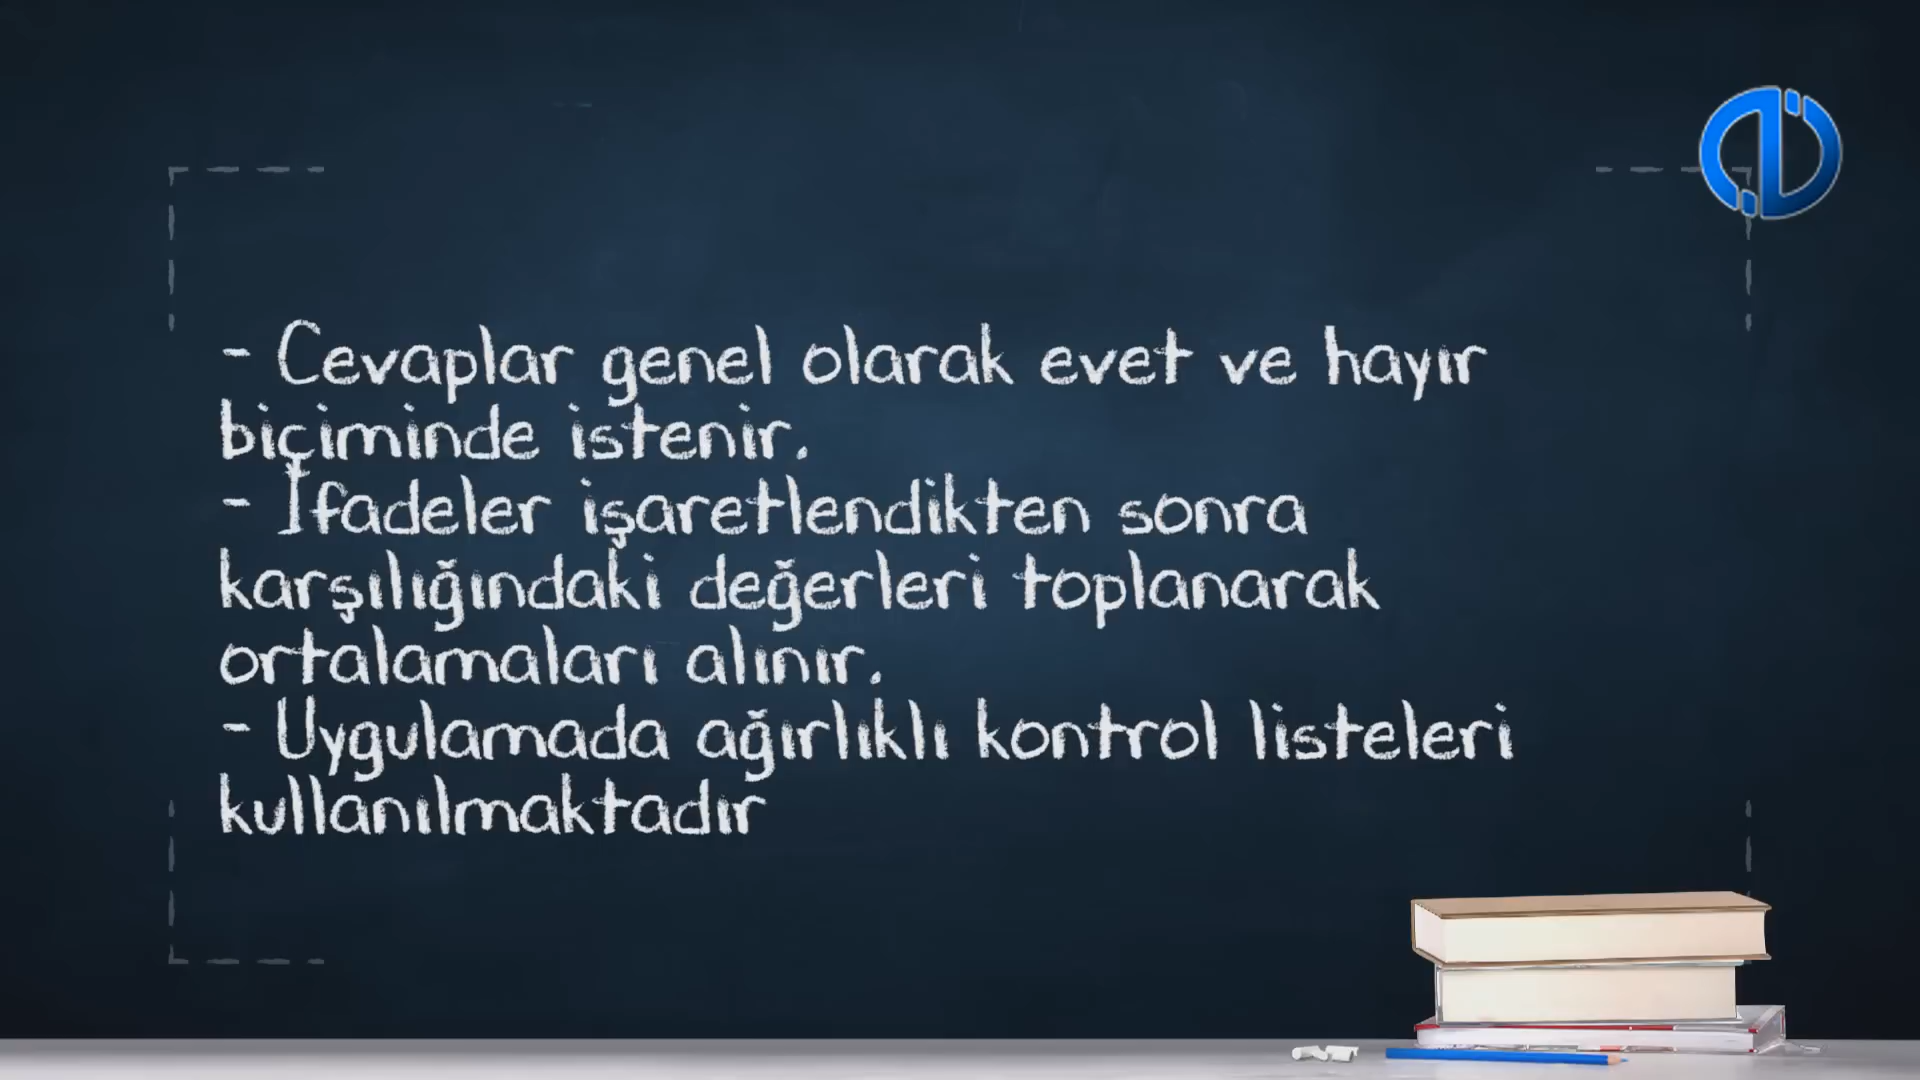 - Cevaplar genel olarak evet ve hayır
biçiminde istenir.
- İfadeler işaretlendikten sonra
karşılığındaki değerleri toplanarak
ortalamaları alınır.
- Uygulamada ağırlıklı kontrol listeleri
kullanılmaktadır